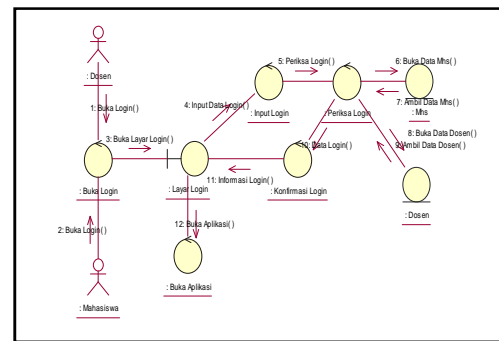 : Dosen
1: Buka Login( )
3: Buka Layar Login( )
: Buka Login
2: Buka Login( )
: Mahasiswa
4: Input Data Login( )
5: Periksa Login( )
6: Buka Data Mhs( )
: Input Login
: Periksa Login
7: Ambil Data Mhs( )
: Mhs
8: Buka Data Dosen( )
9: Ambil Data Dosen( )
10: Data Login( )
11: Informasi Login( )
: Layar Login
: Konfirmasi Login
: Dosen
12: Buka Aplikasi( )
: Buka Aplikasi